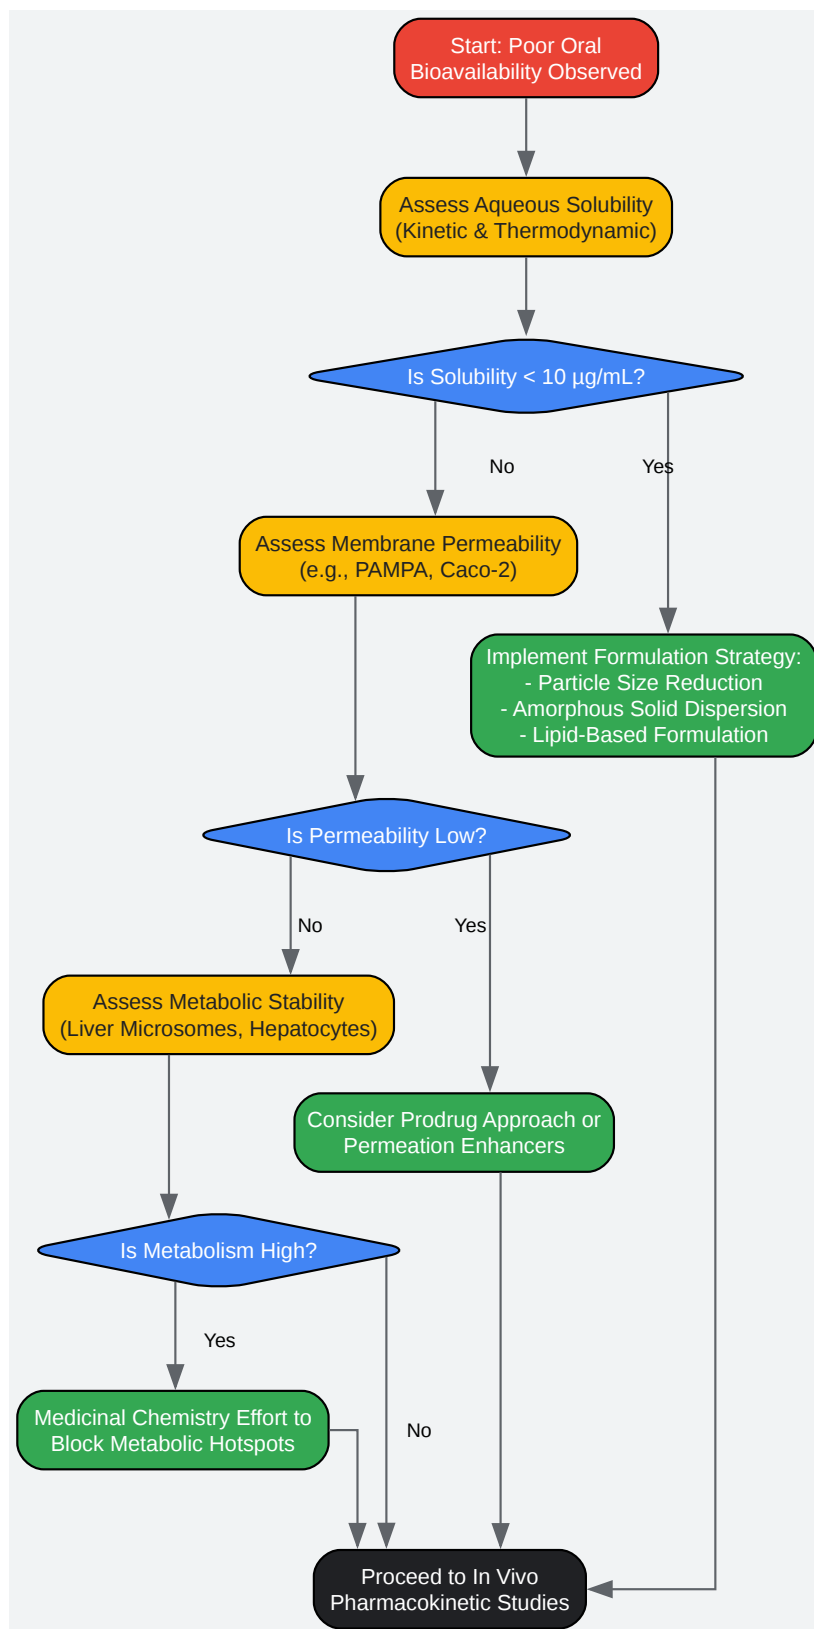 Start: Poor Oral
Bioavailability Observed
Assess Aqueous Solubility
(Kinetic & Thermodynamic)
Is Solubility < 10 µg/mL?
No
Yes
Assess Membrane Permeability
(e.g., PAMPA, Caco-2)
Implement Formulation Strategy:
- Particle Size Reduction
- Amorphous Solid Dispersion
- Lipid-Based Formulation
Is Permeability Low?
No
Yes
Assess Metabolic Stability
(Liver Microsomes, Hepatocytes)
Consider Prodrug Approach or
Permeation Enhancers
Is Metabolism High?
Yes
Medicinal Chemistry Effort to
Block Metabolic Hotspots
No
Proceed to In Vivo
Pharmacokinetic Studies